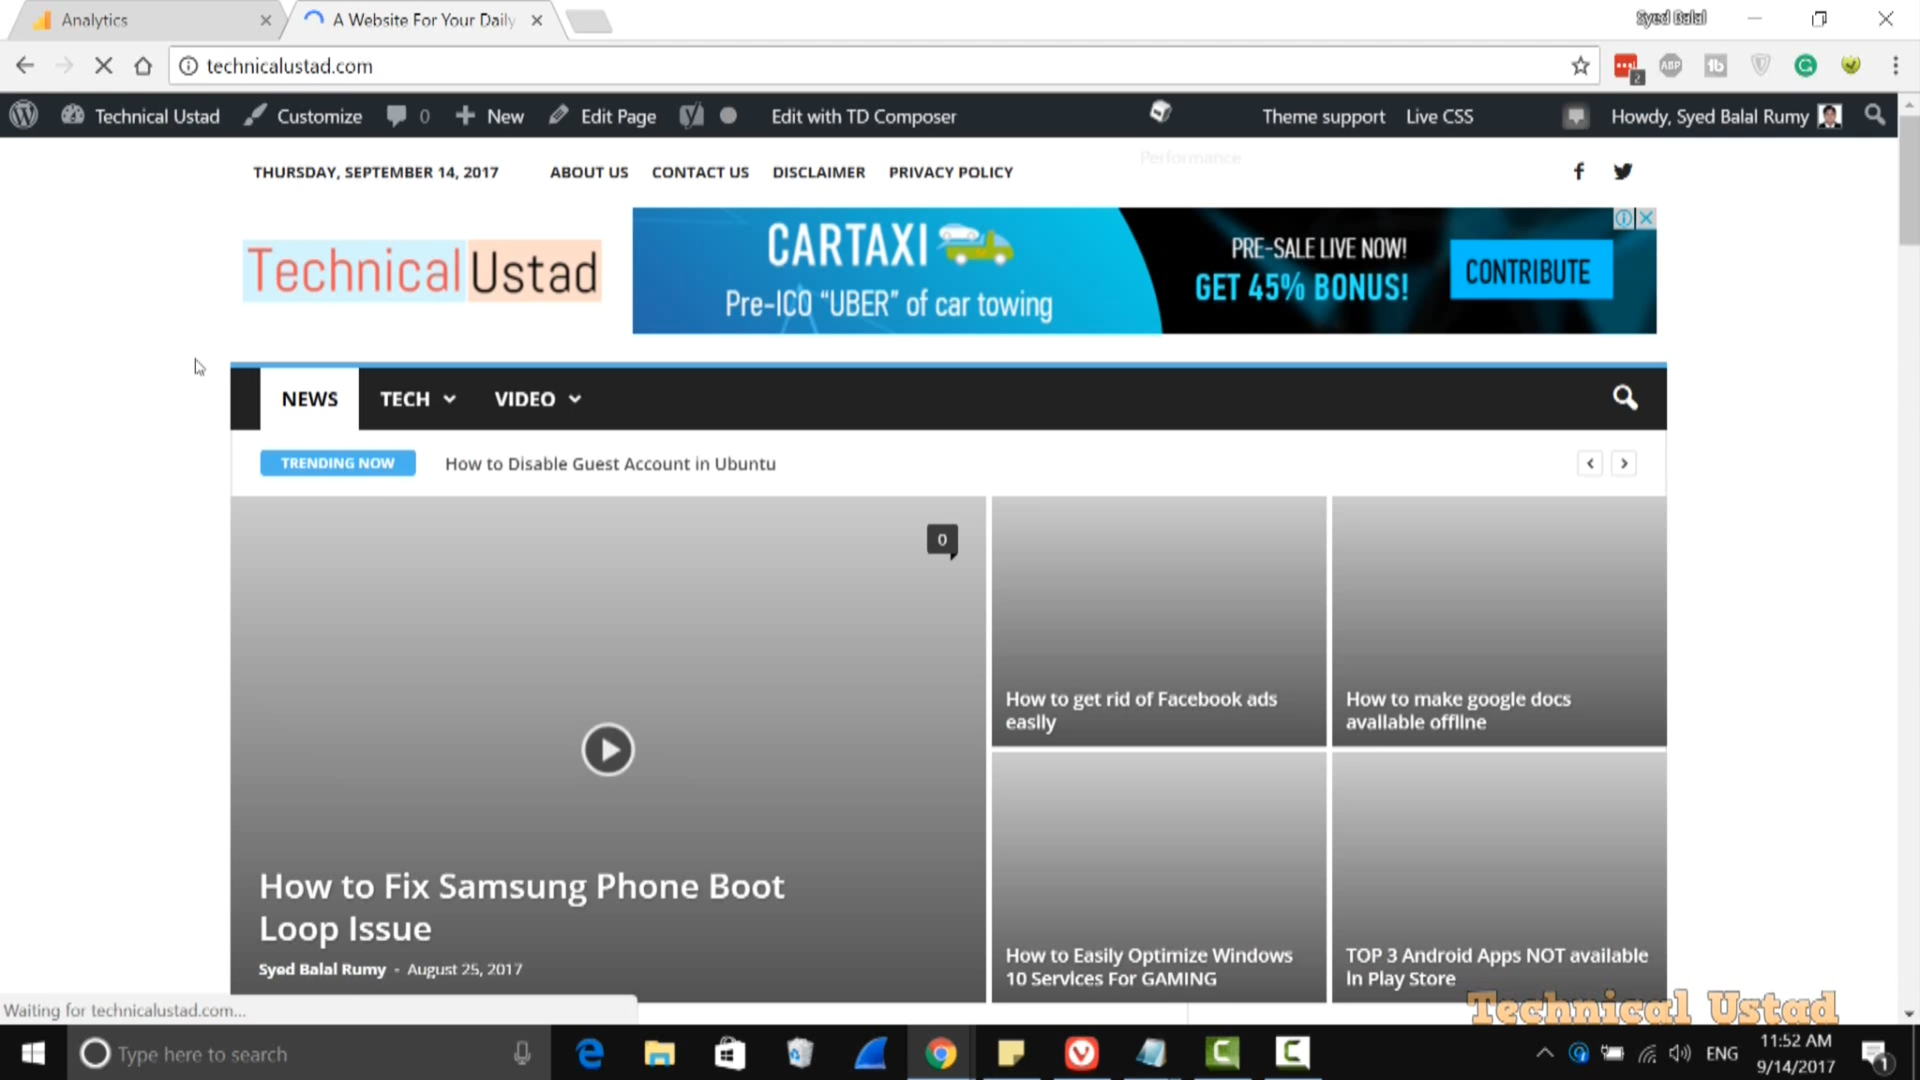 Analytics
A Website For Your Daily
Syed Balal
technicalustad.com
2
ABP
Technical Ustad
Customize
0
New
Edit Page
Edit with TD Composer
Performance
Theme support
Live CSS
Howdy, Syed Balal Rumy
THURSDAY, SEPTEMBER 14, 2017
ABOUT US
CONTACT US
DISCLAIMER
PRIVACY POLICY
Technical Ustad
CARTAXI
Pre-ICO “UBER” of car towing
PRE-SALE LIVE NOW!
GET 45% BONUS!
CONTRIBUTE
NEWS
TECH
VIDEO
TRENDING NOW
How to Disable Guest Account in Ubuntu
0
How to get rid of Facebook ads
easily
How to make google docs
available offline
How to Fix Samsung Phone Boot
Loop Issue
Syed Balal Rumy - August 25, 2017
How to Easily Optimize Windows
10 Services For GAMING
TOP 3 Android Apps NOT available
in Play Store
Technical Ustad
Waiting for technicalustad.com...
Type here to search
ENG
11:52 AM
9/14/2017
1